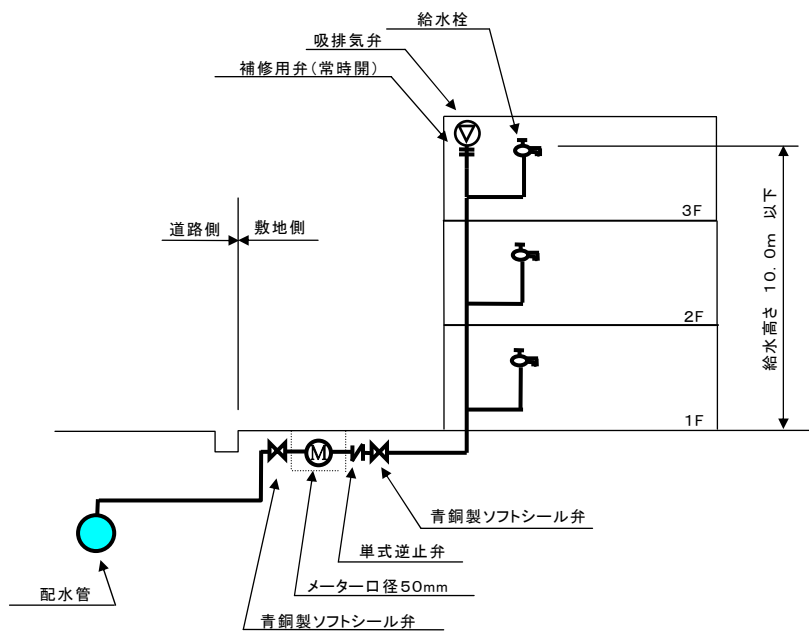 給水栓
吸排気弁
補修用弁(常時開)
道路側
敷地側
3F
2F
1F
給水高さ 10.0m 以下
M
青銅製ソフトシール弁
単式逆止弁
メーター口径50mm
配水管
青銅製ソフトシール弁